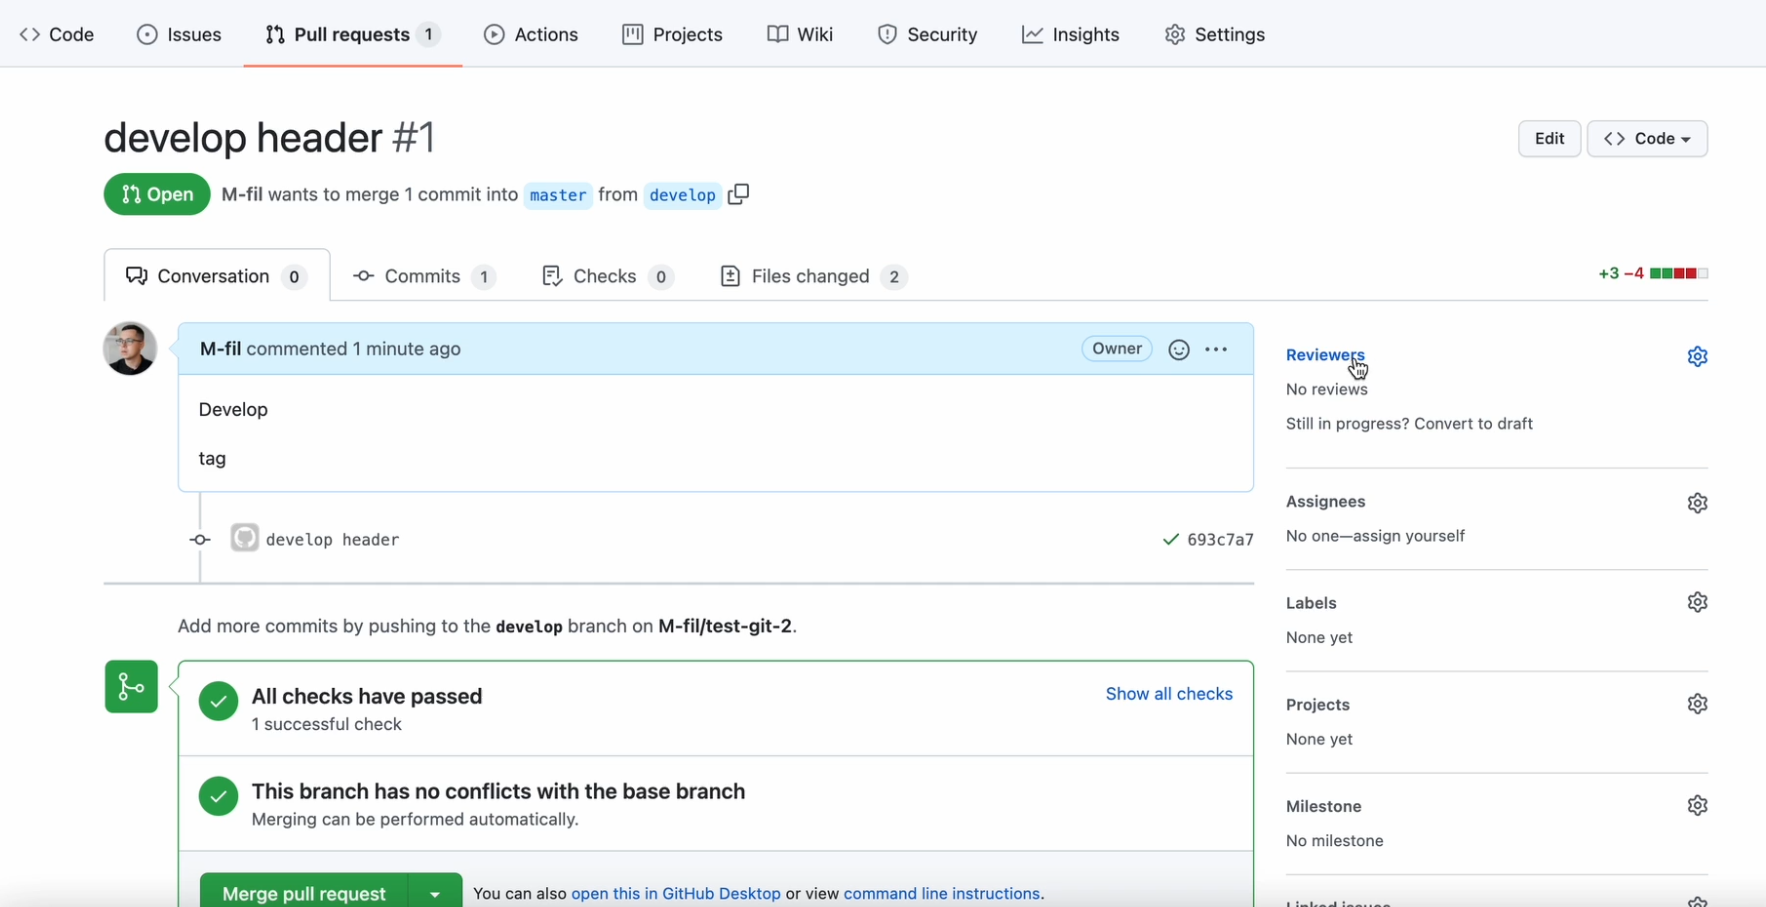 Code Issues Pull requests 1 Actions Projects Wiki Security Insights Settings
develop header #1
Edit Code
Open M-fil wants to merge 1 commit into master from develop
Conversation 0 Commits 1 Checks 0 Files changed 2
+3 −4
M-fil commented 1 minute ago
Owner
Develop
tag
develop header
693c7a7
Add more commits by pushing to the develop branch on M-fil/test-git-2.
All checks have passed
Show all checks
1 successful check
This branch has no conflicts with the base branch
Merging can be performed automatically.
Merge pull request
You can also open this in GitHub Desktop or view command line instructions.
Reviewers
No reviews
Still in progress? Convert to draft
Assignees
No one—assign yourself
Labels
None yet
Projects
None yet
Milestone
No milestone
Linked issues